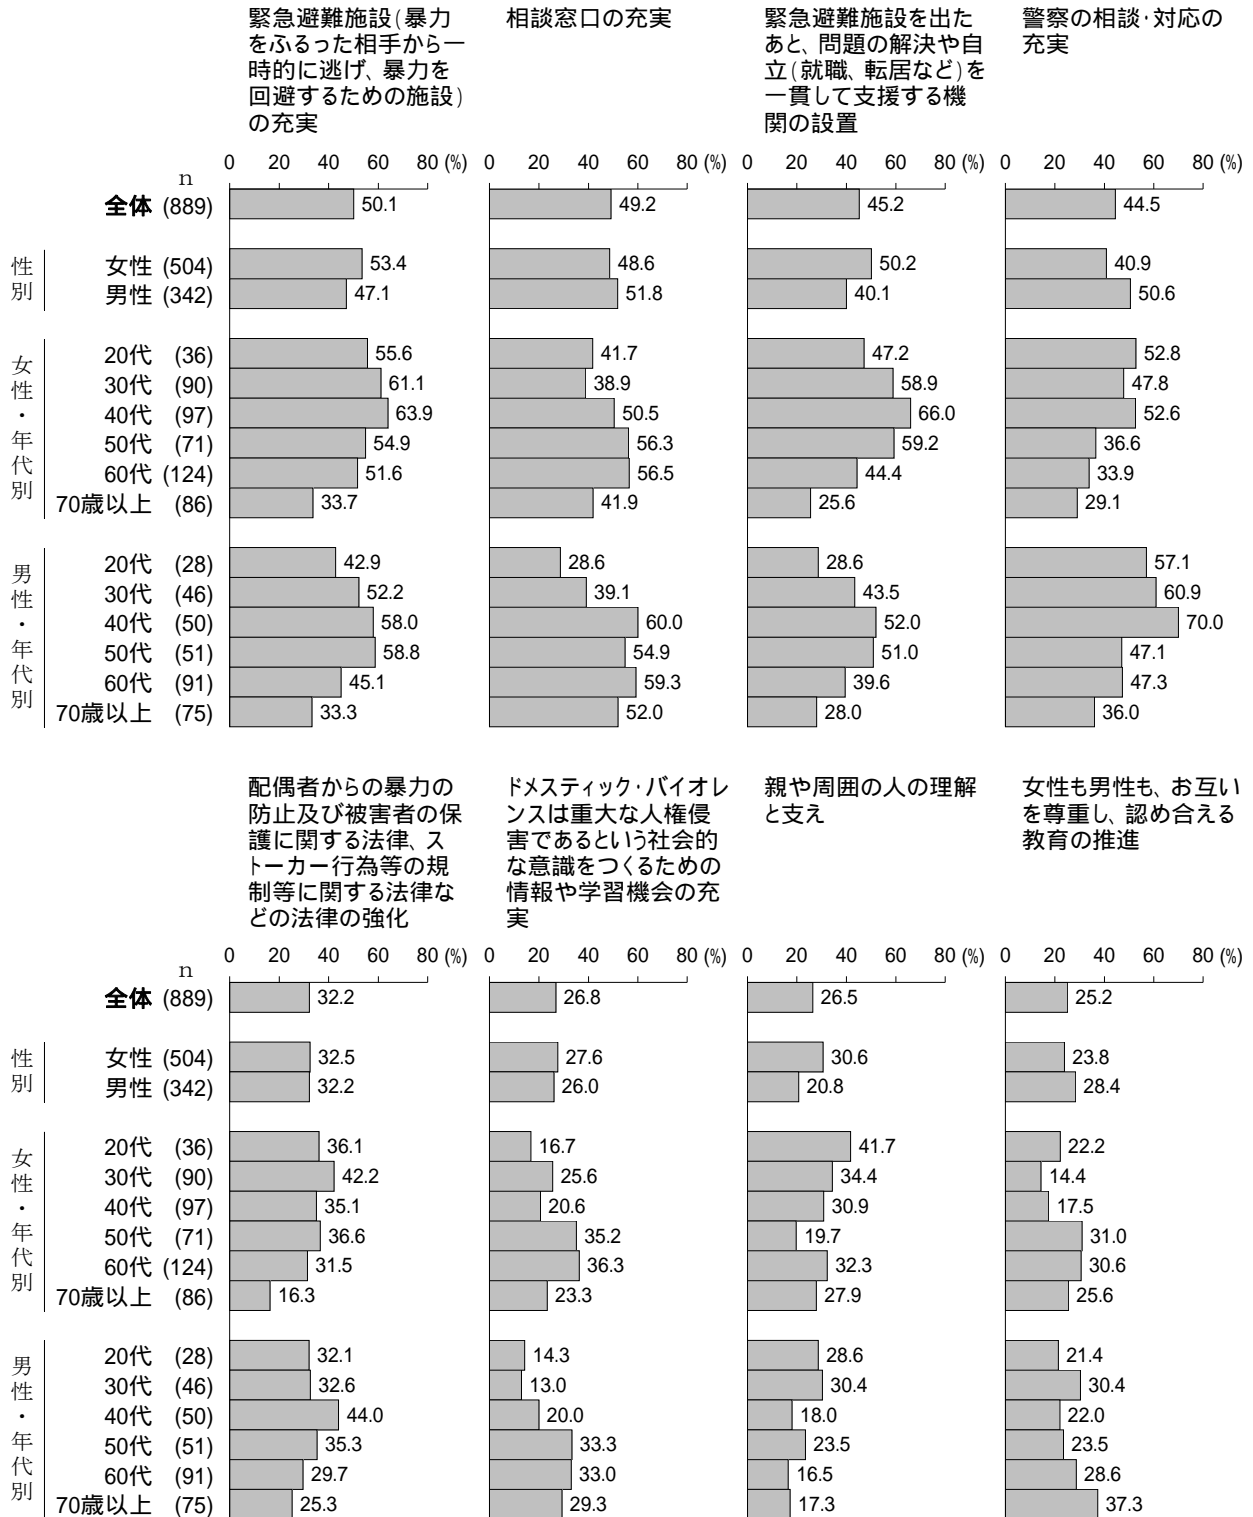 緊急避難施設(暴力
をふるった相手から一
時的に逃げ、暴力を
回避するための施設)
の充実
相談窓口の充実
緊急避難施設を出た
あと、問題の解決や自
立(就職、転居など)を
一貫して支援する機
関の設置
警察の相談・対応の
充実
0 20 40 60 80 (%) 0 20 40 60 80 (%) 0 20 40 60 80 (%) 0 20 40 60 80 (%)
n
全体 (889) 50.1 49.2 45.2 44.5
性別
女性 (504) 53.4 48.6 50.2 40.9
男性 (342) 47.1 51.8 40.1 50.6
女性・年代別
20代 (36) 55.6 41.7 47.2 52.8
30代 (90) 61.1 38.9 58.9 47.8
40代 (97) 63.9 50.5 66.0 52.6
50代 (71) 54.9 56.3 59.2 36.6
60代 (124) 51.6 56.5 44.4 33.9
70歳以上 (86) 33.7 41.9 25.6 29.1
男性・年代別
20代 (28) 42.9 28.6 28.6 57.1
30代 (46) 52.2 39.1 43.5 60.9
40代 (50) 58.0 60.0 52.0 70.0
50代 (51) 58.8 54.9 51.0 47.1
60代 (91) 45.1 59.3 39.6 47.3
70歳以上 (75) 33.3 52.0 28.0 36.0
配偶者からの暴力の
防止及び被害者の保
護に関する法律、ス
トーカー行為等の規
制等に関する法律な
どの法律の強化
ドメスティック・バイオレ
ンスは重大な人権侵
害であるという社会的
な意識をつくるための
情報や学習機会の充
実
親や周囲の人の理解
と支え
女性も男性も、お互い
を尊重し、認め合える
教育の推進
0 20 40 60 80 (%) 0 20 40 60 80 (%) 0 20 40 60 80 (%) 0 20 40 60 80 (%)
n
全体 (889) 32.2 26.8 26.5 25.2
性別
女性 (504) 32.5 27.6 30.6 23.8
男性 (342) 32.2 26.0 20.8 28.4
女性・年代別
20代 (36) 36.1 16.7 41.7 22.2
30代 (90) 42.2 25.6 34.4 14.4
40代 (97) 35.1 20.6 30.9 17.5
50代 (71) 36.6 35.2 19.7 31.0
60代 (124) 31.5 36.3 32.3 30.6
70歳以上 (86) 16.3 23.3 27.9 25.6
男性・年代別
20代 (28) 32.1 14.3 28.6 21.4
30代 (46) 32.6 13.0 30.4 30.4
40代 (50) 44.0 20.0 18.0 22.0
50代 (51) 35.3 33.3 23.5 23.5
60代 (91) 29.7 33.0 16.5 28.6
70歳以上 (75) 25.3 29.3 17.3 37.3